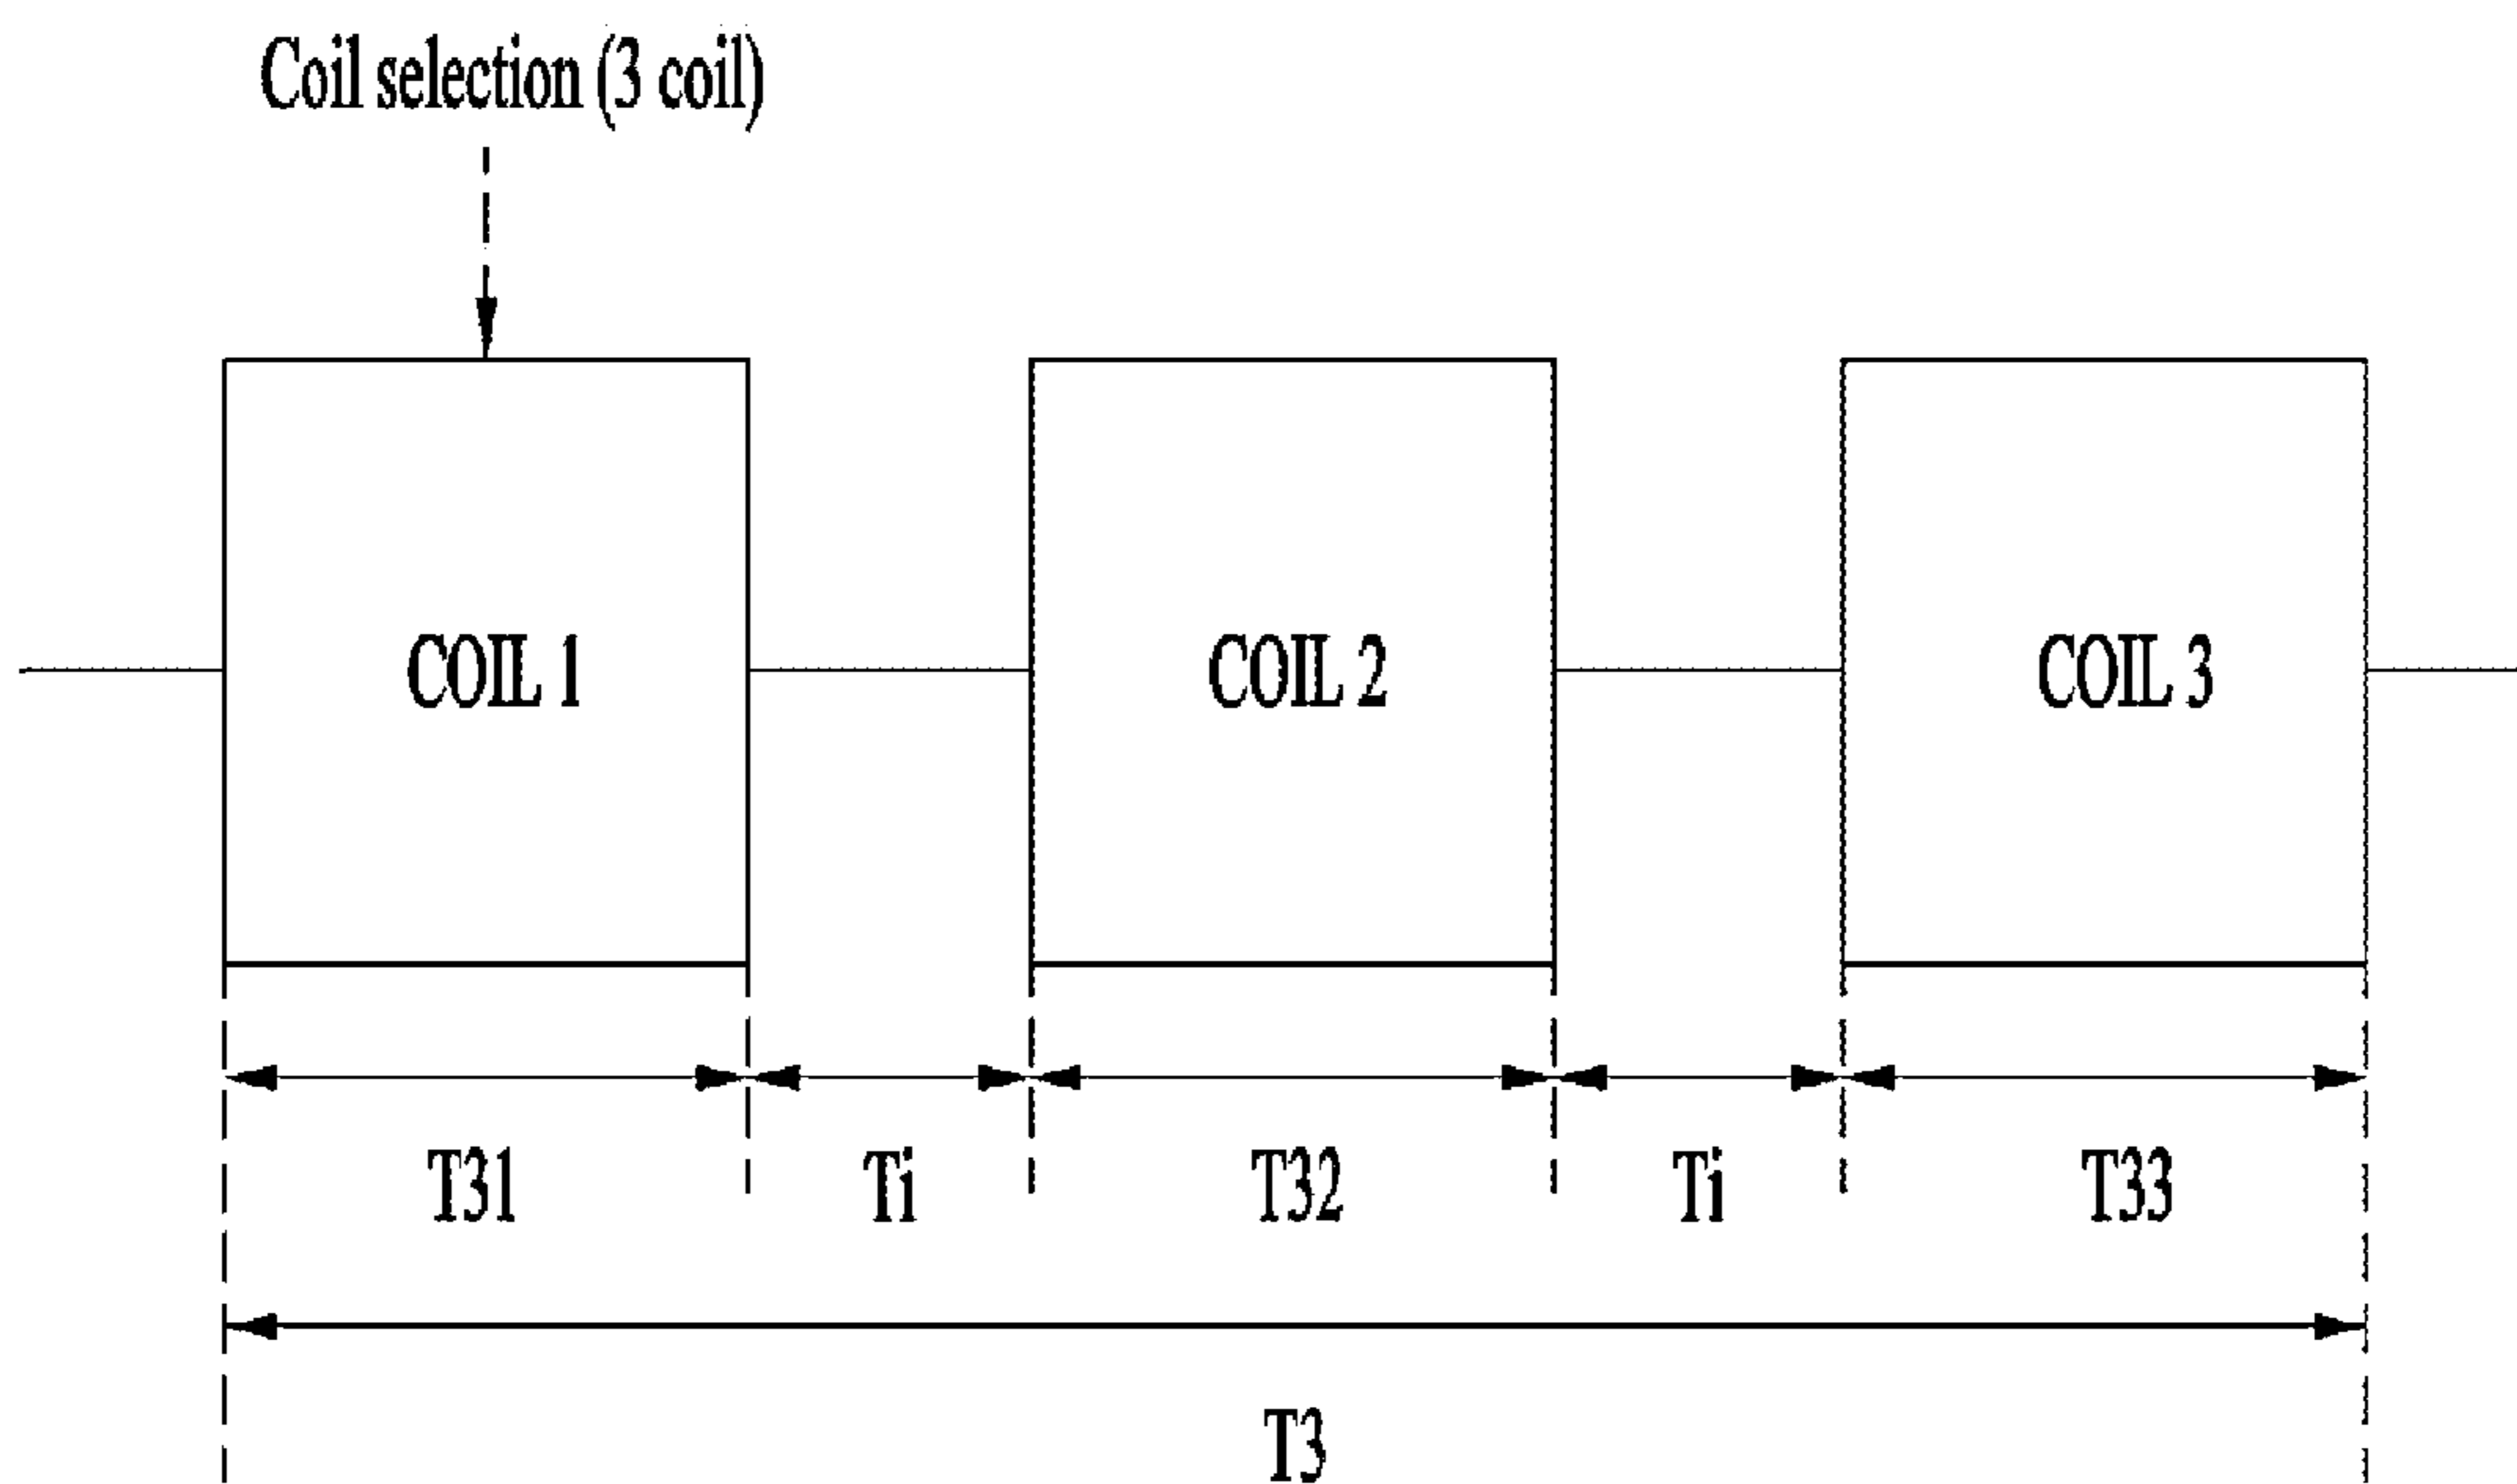 Coil selection (3 coil)
COIL 1
COIL 2
COIL 3
T31
Ti
T32
Ti
T33
T3